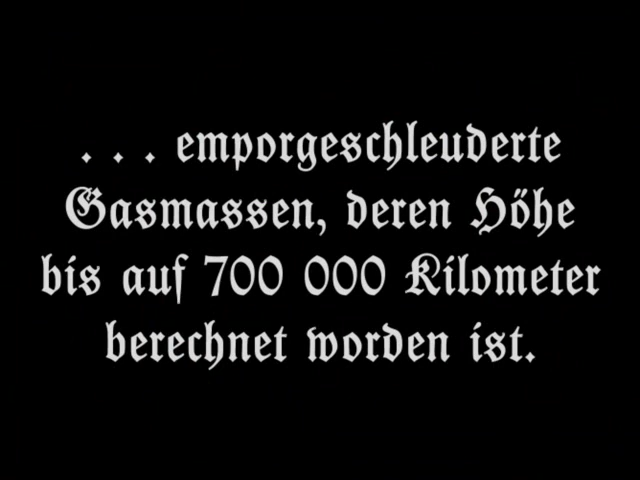 . . . emporgeschleuderte
Gasmassen, deren Höhe
bis auf 700 000 Kilometer
berechnet worden ist.